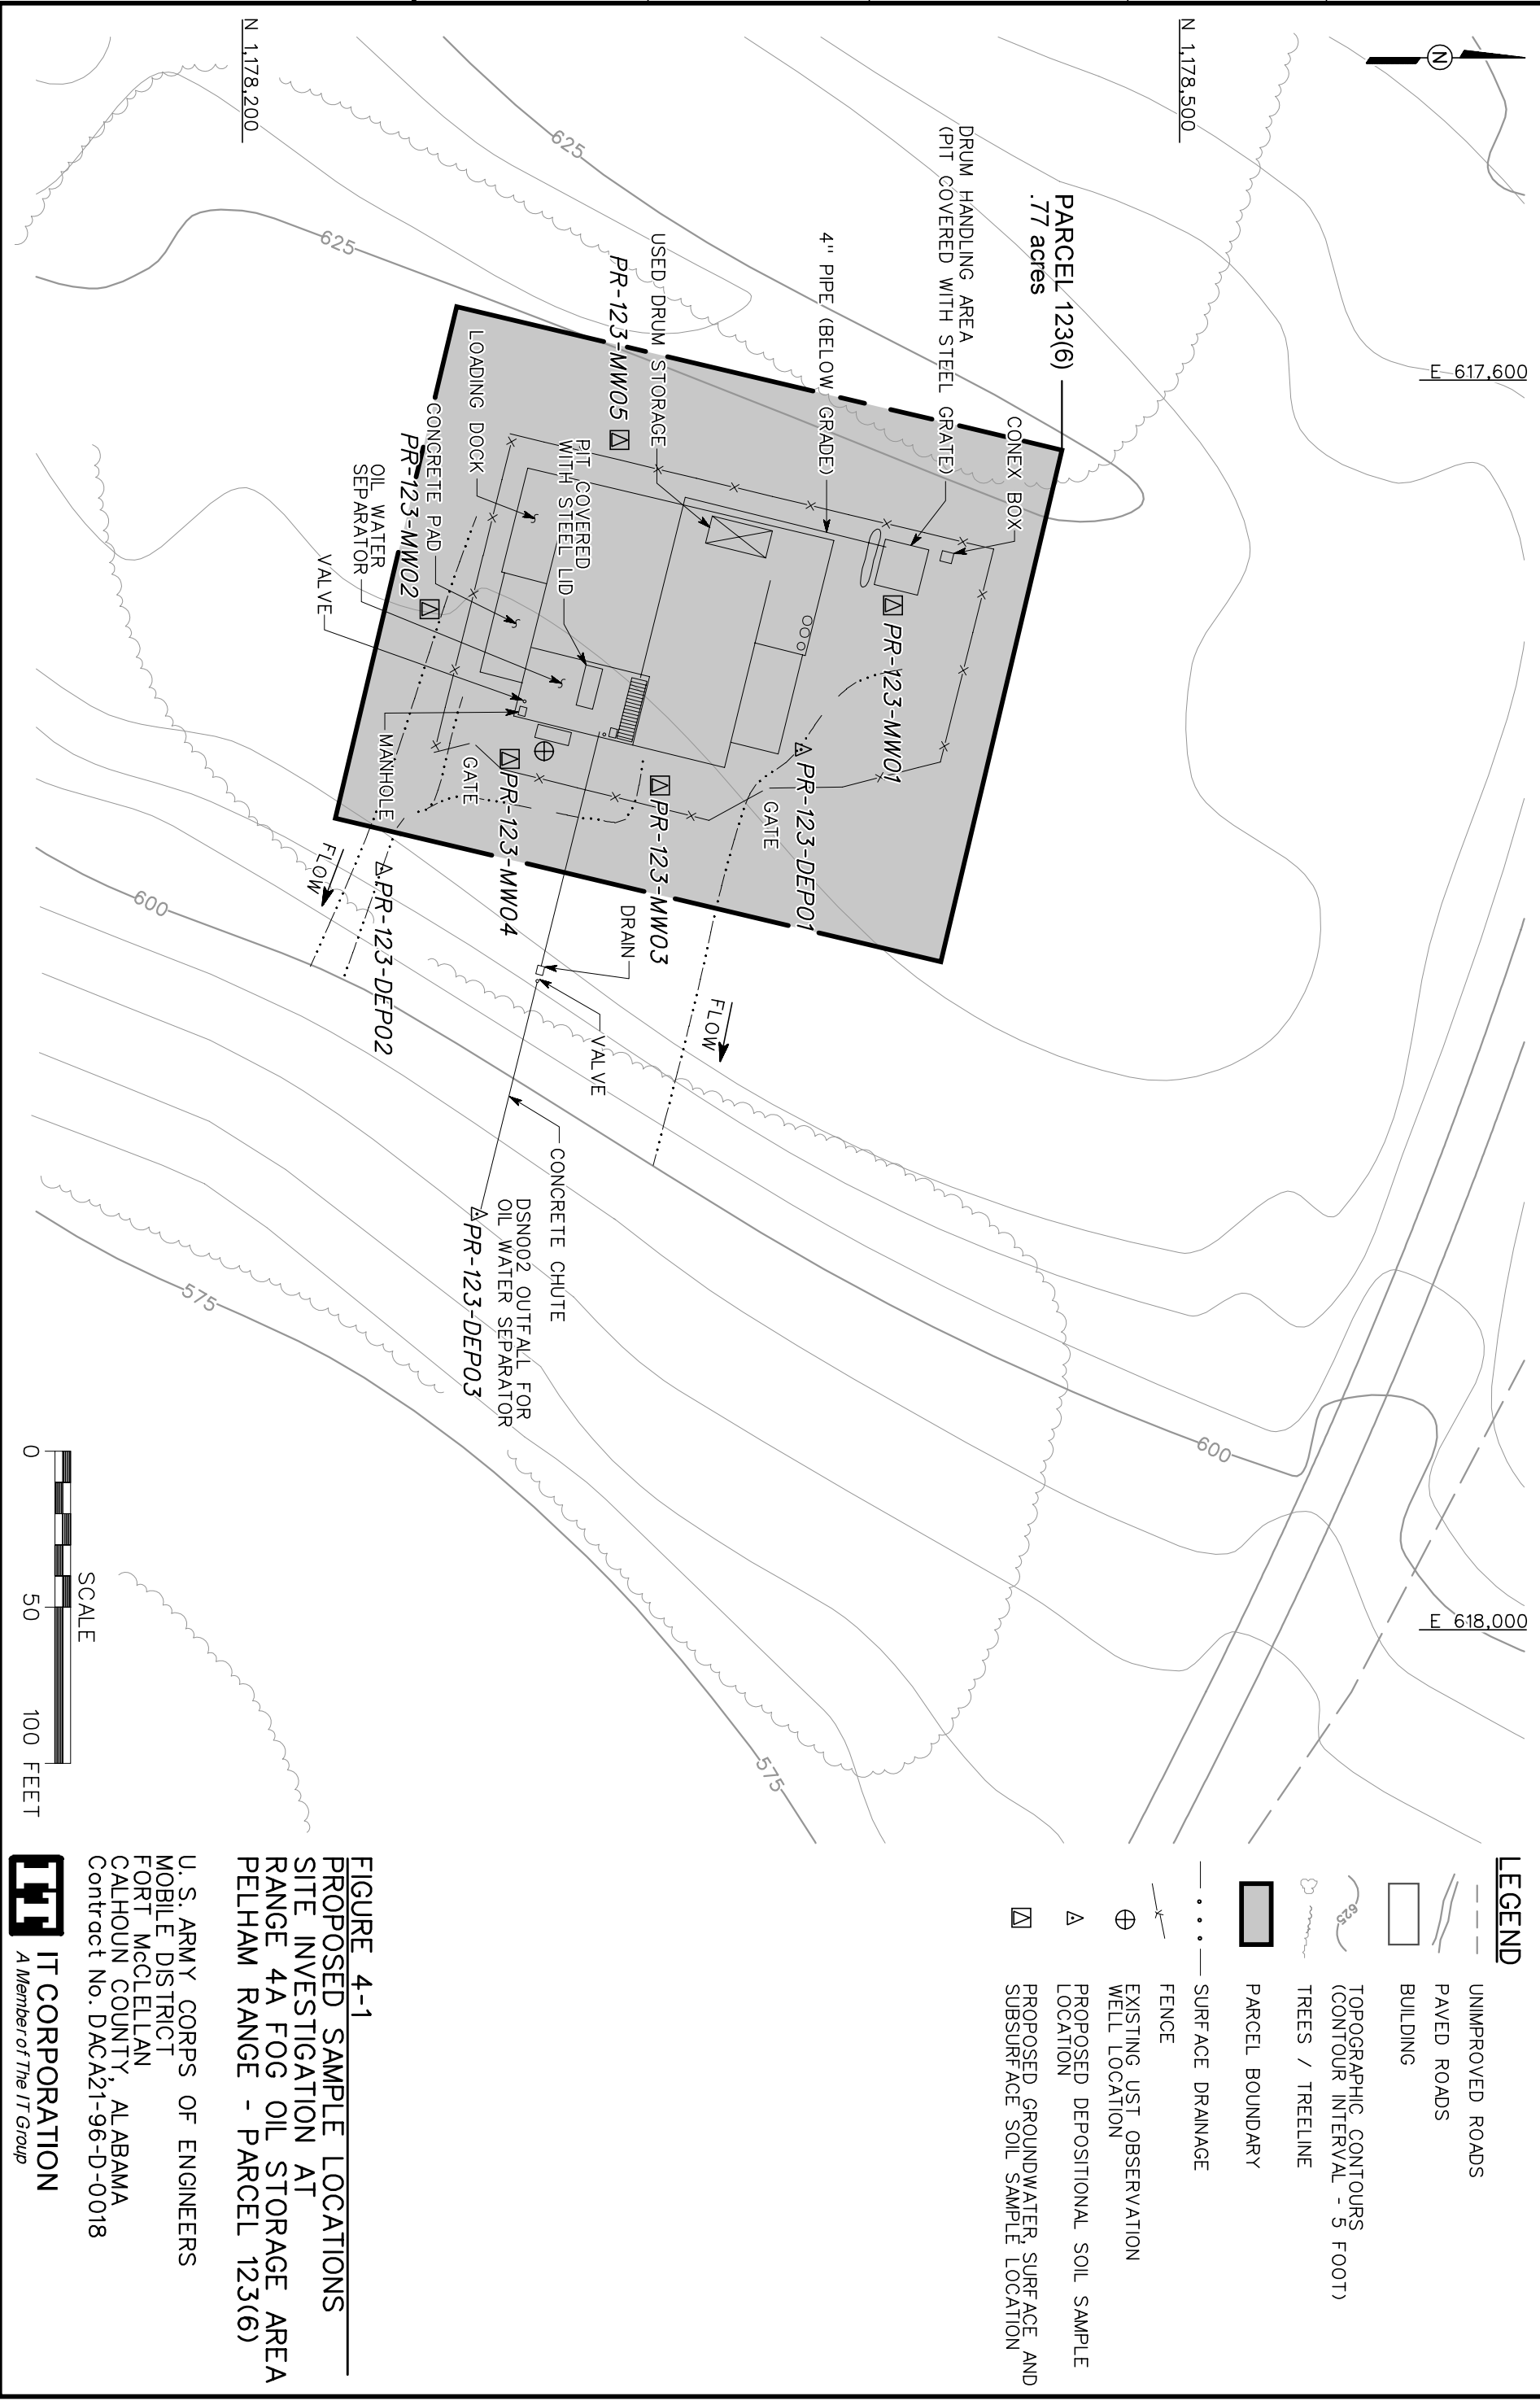 N 1,178,500
N 1,178,200
E 617,600
E 618,000
N
PARCEL 123(6)
.77 acres
DRUM HANDLING AREA
(PIT COVERED WITH STEEL GRATE)
4" PIPE (BELOW GRADE)
USED DRUM STORAGE
PR-123-MW05
CONEX BOX
LOADING DOCK
PIT COVERED
WITH STEEL LID
CONCRETE PAD
PR-123-MW02
OIL WATER
SEPARATOR
VALVE
MANHOLE
GATE
PR-123-MW01
PR-123-DEP01
GATE
PR-123-MW03
PR-123-MW04
DRAIN
VALVE
FLOW
FLOW
PR-123-DEP02
CONCRETE CHUTE
DSN002 OUTFALL FOR
OIL WATER SEPARATOR
PR-123-DEP03
625
625
600
600
575
575
LEGEND
UNIMPROVED ROADS
PAVED ROADS
BUILDING
625
TOPOGRAPHIC CONTOURS
(CONTOUR INTERVAL - 5 FOOT)
TREES / TREELINE
PARCEL BOUNDARY
SURFACE DRAINAGE
FENCE
EXISTING UST OBSERVATION
WELL LOCATION
PROPOSED DEPOSITIONAL SOIL SAMPLE
LOCATION
PROPOSED GROUNDWATER, SURFACE AND
SUBSURFACE SOIL SAMPLE LOCATION
SCALE
0 50 100 FEET
FIGURE 4-1
PROPOSED SAMPLE LOCATIONS
SITE INVESTIGATION AT
RANGE 4A FOG OIL STORAGE AREA
PELHAM RANGE - PARCEL 123(6)
U. S. ARMY CORPS OF ENGINEERS
MOBILE DISTRICT
FORT McCLELLAN
CALHOUN COUNTY, ALABAMA
Contract No. DACA21-96-D-0018
IT
IT CORPORATION
A Member of The IT Group